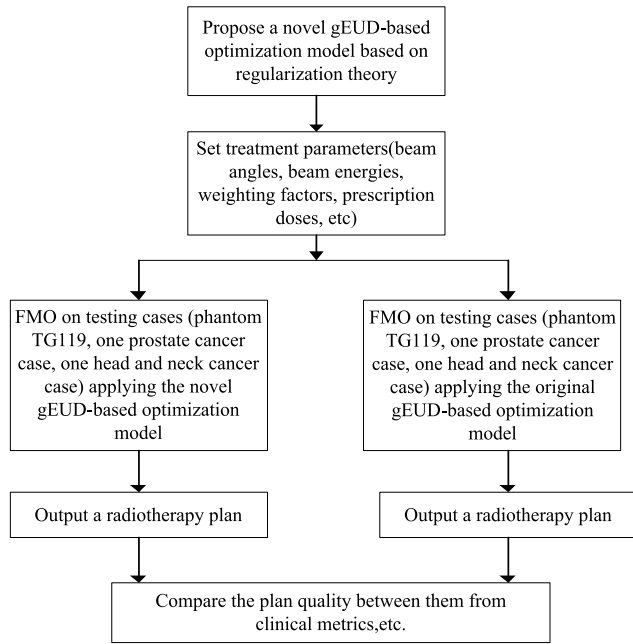 Propose a novel gEUD-based
optimization model based on
regularization theory
Set treatment parameters(beam
angles, beam energies,
weighting factors, prescription
doses, etc)
FMO on testing cases (phantom
TG119, one prostate cancer
case, one head and neck cancer
case) applying the novel
gEUD-based optimization
model
FMO on testing cases (phantom
TG119, one prostate cancer
case, one head and neck cancer
case) applying the original
gEUD-based optimization
model
Output a radiotherapy plan
Output a radiotherapy plan
Compare the plan quality between them from
clinical metrics,etc.